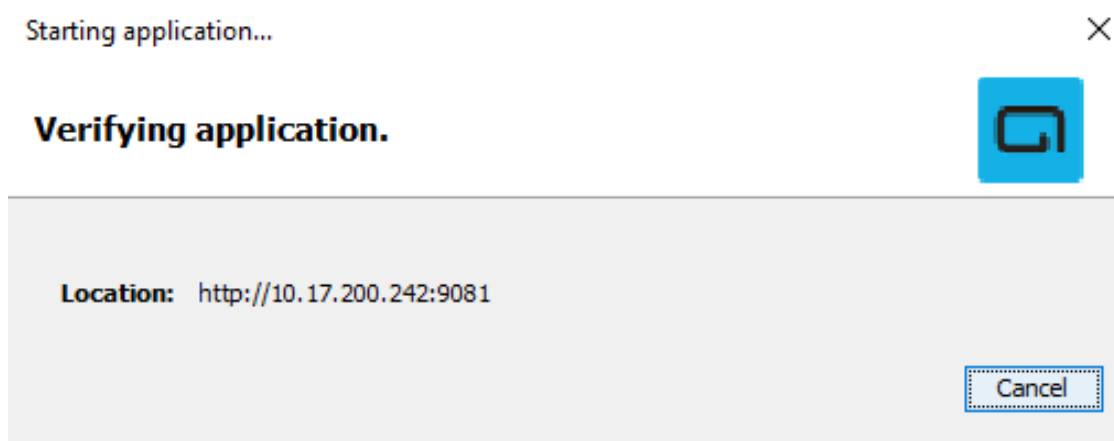 Starting application...
Verifying application.
Location: http://10.17.200.242:9081
Cancel